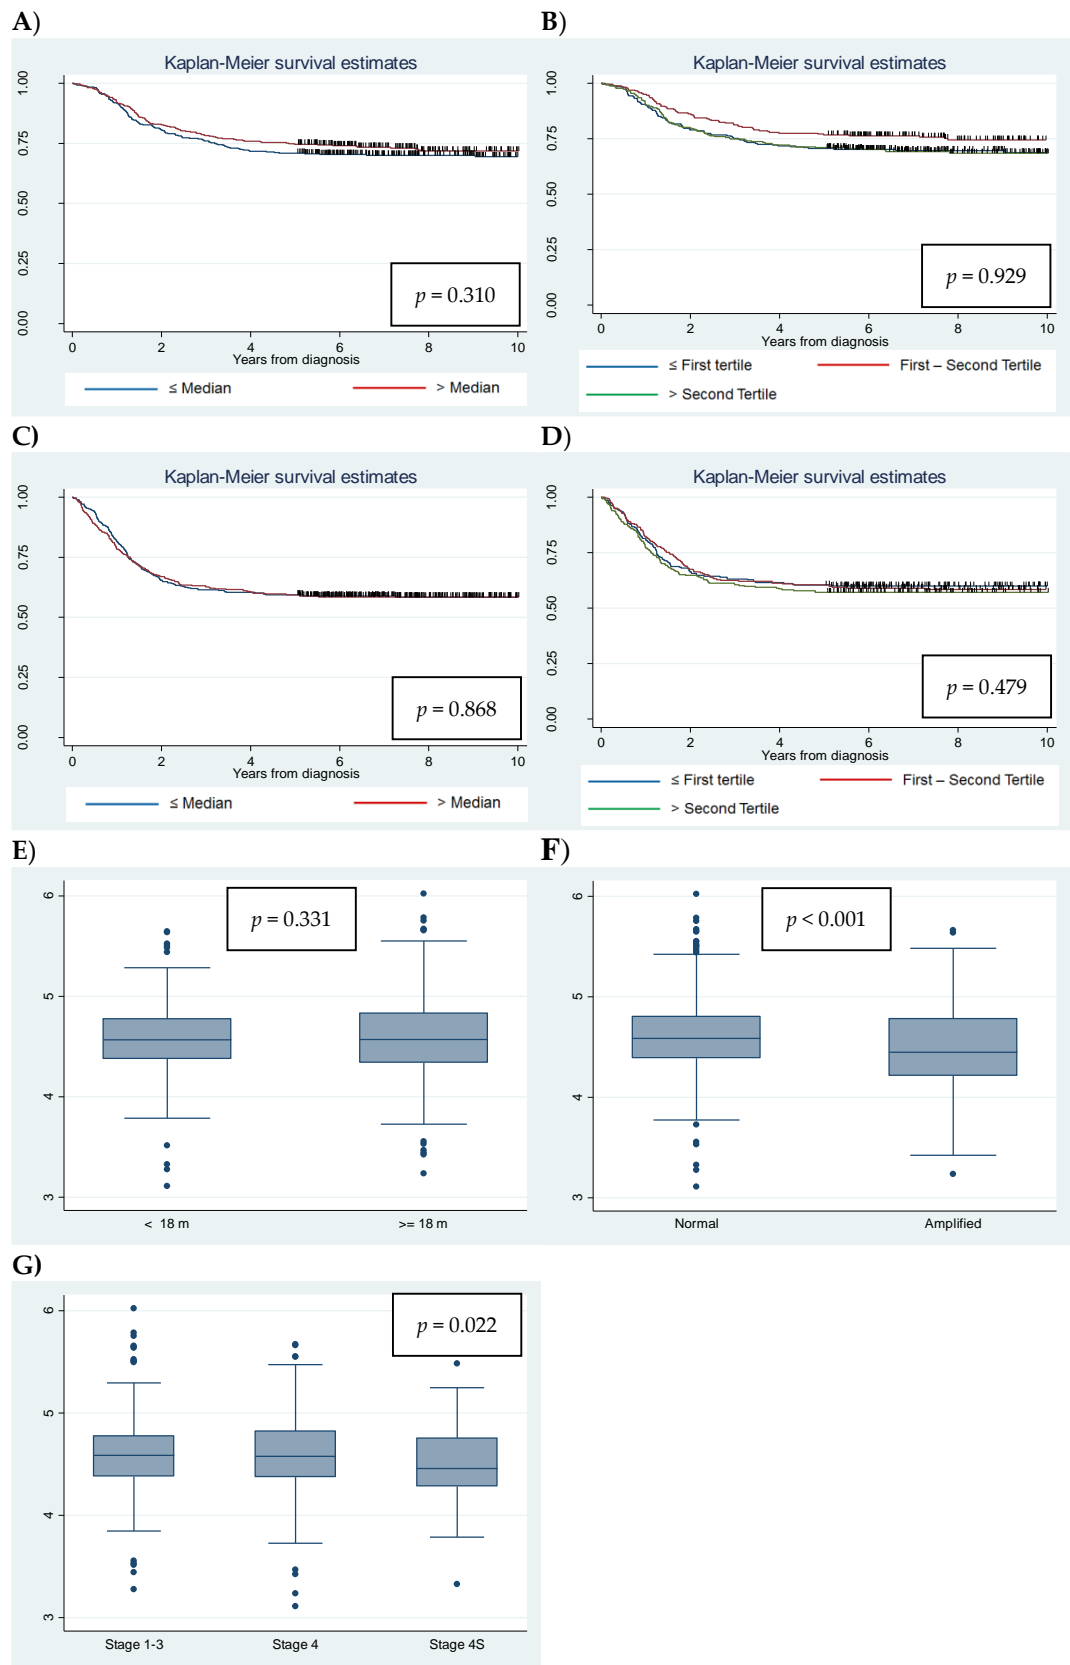 A)
Kaplan-Meier survival estimates
1.00
0.75
0.50
0.25
0.00
p = 0.310
0 2 4 6 8 10
Years from diagnosis
≤ Median > Median
B)
Kaplan-Meier survival estimates
1.00
0.75
0.50
0.25
0.00
p = 0.929
0 2 4 6 8 10
Years from diagnosis
≤ First tertile First – Second Tertile
> Second Tertile
C)
Kaplan-Meier survival estimates
1.00
0.75
0.50
0.25
0.00
p = 0.868
0 2 4 6 8 10
Years from diagnosis
≤ Median > Median
D)
Kaplan-Meier survival estimates
1.00
0.75
0.50
0.25
0.00
p = 0.479
0 2 4 6 8 10
Years from diagnosis
≤ First tertile First – Second Tertile
> Second Tertile
E)
6
5
4
3
p = 0.331
< 18 m >= 18 m
F)
6
5
4
3
p < 0.001
Normal Amplified
G)
6
5
4
3
p = 0.022
Stage 1-3 Stage 4 Stage 4S